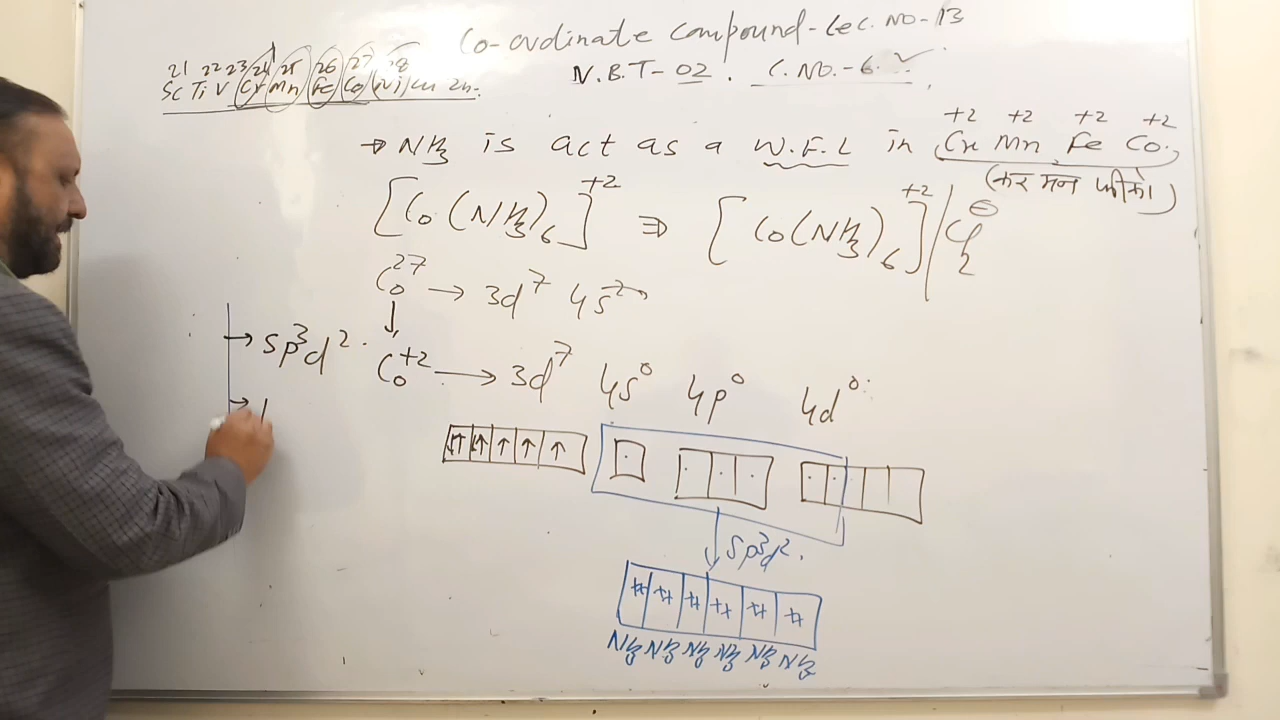 Co-ordinate compound - Lec. NO - 13
N.B.T - 02 . C. NO. - 6
21 22 23 24 25 26 27 28
Sc Ti V Cr Mn Fe Co Ni Cu Zn.
+2 +2 +2 +2
→ NH3 is act as a W.F.L in Cr Mn Fe Co.
(कर मन फीको)
[Co(NH3)6]+2 ⇒ [Co(NH3)6]+2 / Cl2⊖
Co27 → 3d7 4s2
→ sp3d2 . Co+2 → 3d7 4s0 4p0 4d0
sp3d2 .
NH3 NH3 NH3 NH3 NH3 NH3